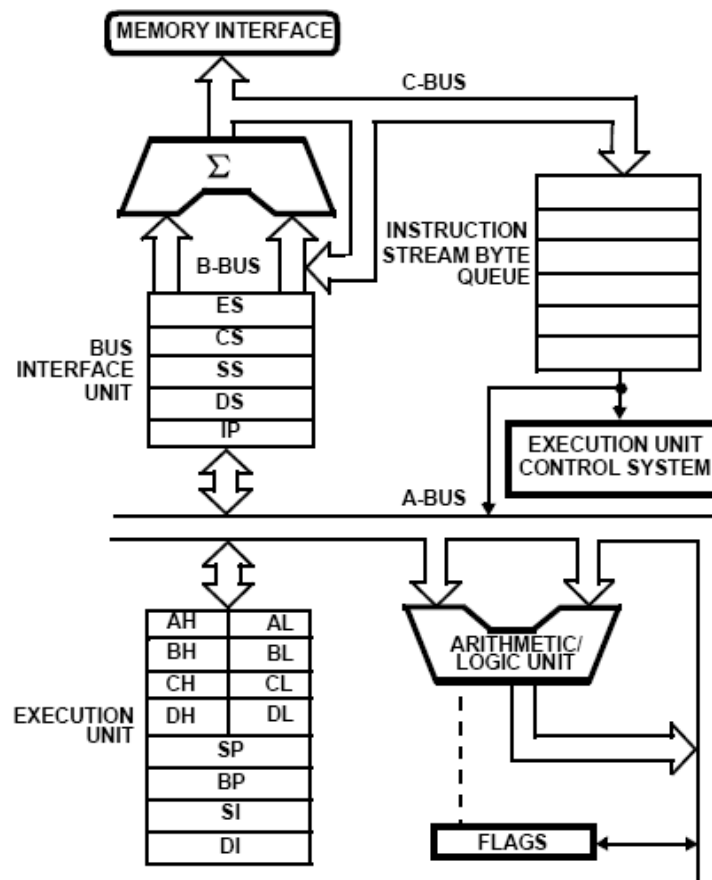 MEMORY INTERFACE
C-BUS
Σ
INSTRUCTION
STREAM BYTE
QUEUE
B-BUS
ES
CS
SS
DS
IP
BUS
INTERFACE
UNIT
EXECUTION UNIT
CONTROL SYSTEM
A-BUS
AH AL
BH BL
CH CL
DH DL
SP
BP
SI
DI
EXECUTION
UNIT
ARITHMETIC/
LOGIC UNIT
FLAGS